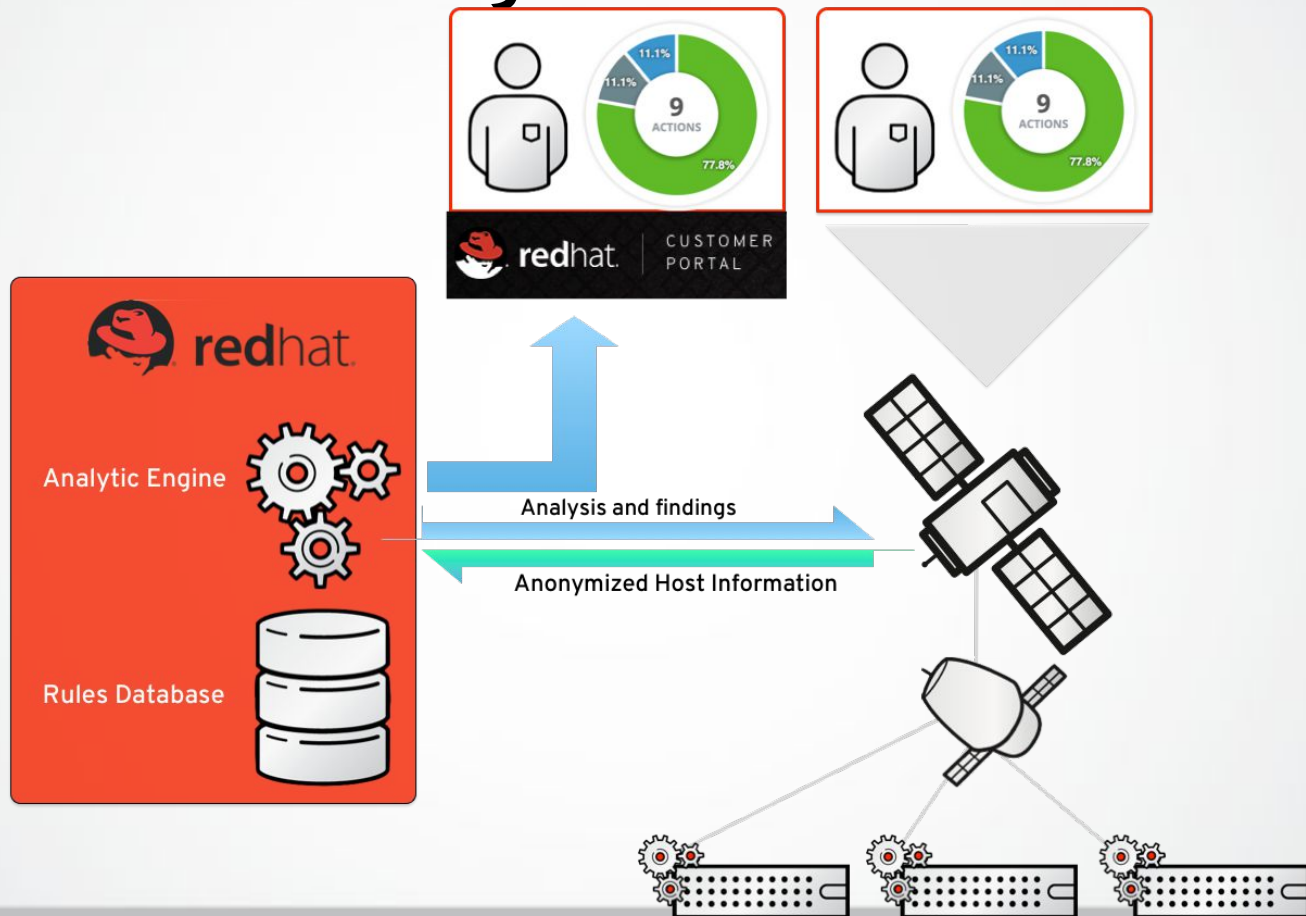 11.1%
11.1%
9
ACTIONS
77.8%
11.1%
11.1%
9
ACTIONS
77.8%
redhat.
CUSTOMER
PORTAL
redhat.
Analytic Engine
Analysis and findings
Anonymized Host Information
Rules Database